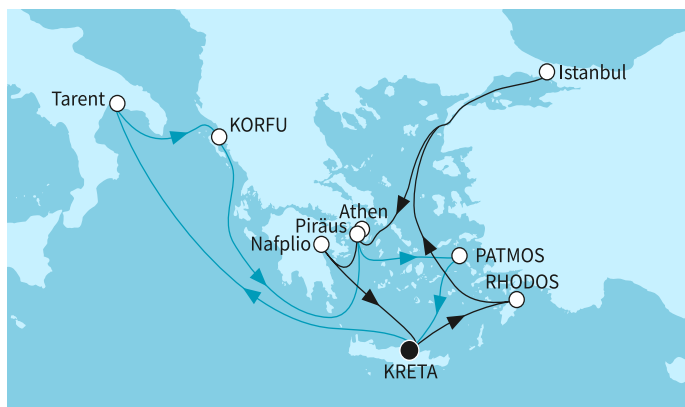 Istanbul
Tarent
KORFU
Athen
Piräus
Nafplio
PATMOS
RHODOS
KRETA